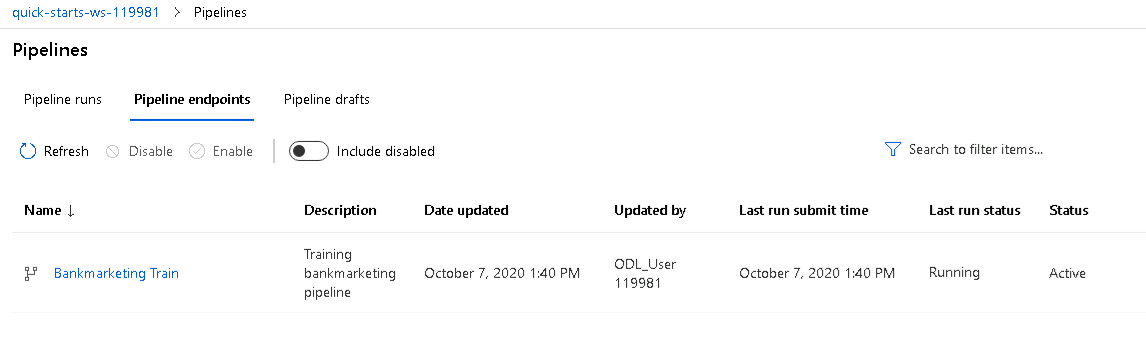 quick-starts-ws-119981 > Pipelines
Pipelines
Pipeline runs Pipeline endpoints Pipeline drafts
Refresh Disable Enable Include disabled Search to filter items...
Name ↓ Description Date updated Updated by Last run submit time Last run status Status
Bankmarketing Train Training bankmarketing pipeline October 7, 2020 1:40 PM ODL_User 119981 October 7, 2020 1:40 PM Running Active